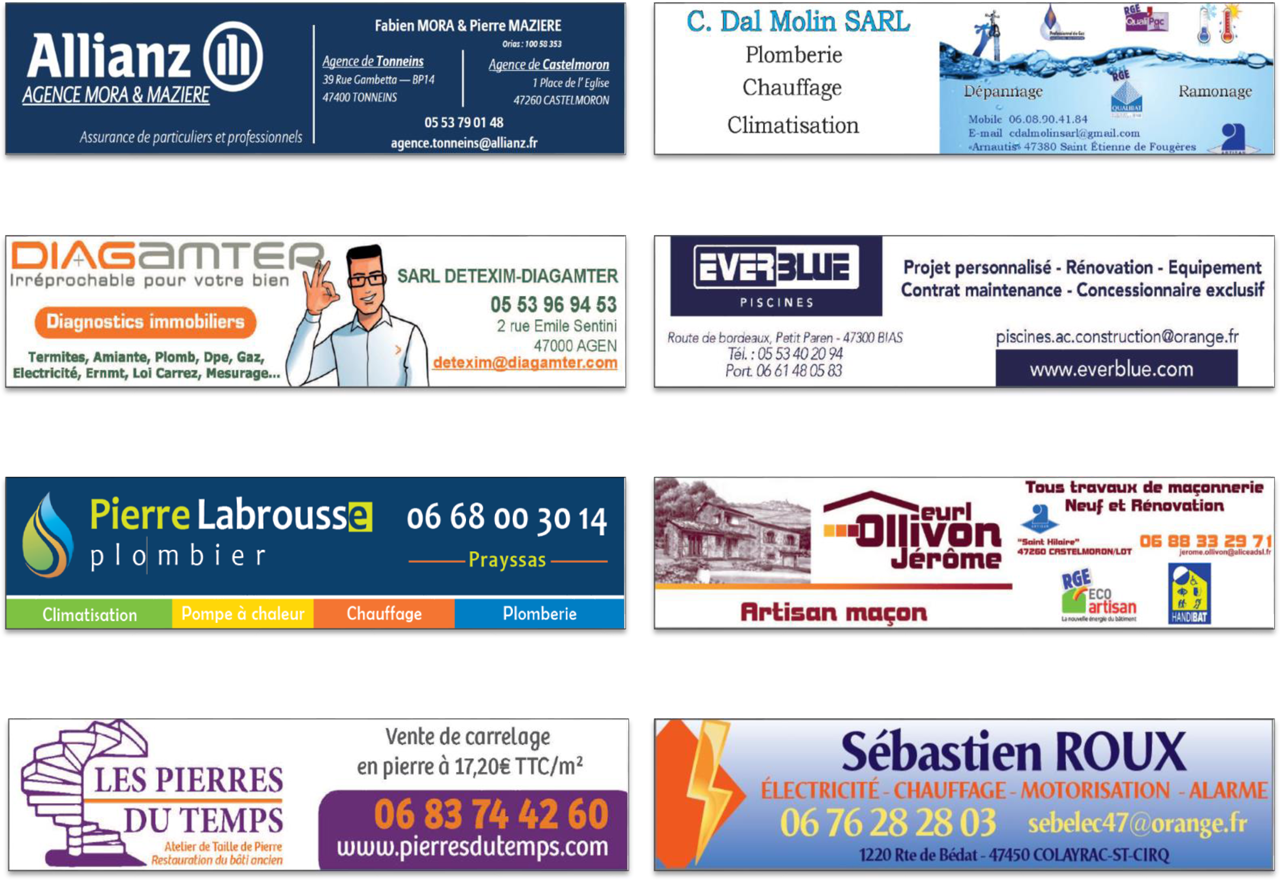 Allianz
AGENCE MORA & MAZIERE
Assurance de particuliers et professionnels
Fabien MORA & Pierre MAZIERE
Orias : 100 58 353
Agence de Tonneins
39 Rue Gambetta — BP14
47400 TONNEINS
Agence de Castelmoron
1 Place de l' Eglise
47260 CASTELMORON
05 53 79 01 48
agence.tonneins@allianz.fr
C. Dal Molin SARL
Plomberie
Chauffage
Climatisation
RGE
QualiPgc
Dépannage
RGE
QUALIBAT
Ramonage
Mobile 06.08.90.41.84
E-mail cdalmolinsarl@gmail.com
«Arnautis» 47380 Saint Étienne de Fougères
DIAGAMTER
Irréprochable pour votre bien
Diagnostics immobiliers
Termites, Amiante, Plomb, Dpe, Gaz,
Electricité, Ernmt, Loi Carrez, Mesurage...
SARL DETEXIM-DIAGAMTER
05 53 96 94 53
2 rue Emile Sentini
47000 AGEN
detexim@diagamter.com
EVERBLUE
PISCINES
Route de bordeaux, Petit Paren - 47300 BIAS
Tél. : 05 53 40 20 94
Port. 06 61 48 05 83
Projet personnalisé - Rénovation - Equipement
Contrat maintenance - Concessionnaire exclusif
piscines.ac.construction@orange.fr
www.everblue.com
Pierre Labrousse
plombier
06 68 00 30 14
Prayssas
Climatisation
Pompe à chaleur
Chauffage
Plomberie
eurl
Ollivon
Jérôme
Artisan maçon
Tous travaux de maçonnerie
Neuf et Rénovation
"Saint Hilaire"
47260 CASTELMORON/LOT
06 88 33 29 71
jerome.ollivon@aliceadsl.fr
RGE
ECO
artisan
La nouvelle énergie du bâtiment
HANDIBAT
LES PIERRES
DU TEMPS
Atelier de Taille de Pierre
Restauration du bâti ancien
Vente de carrelage
en pierre à 17,20€ TTC/m²
06 83 74 42 60
www.pierresdutemps.com
Sébastien ROUX
ÉLECTRICITÉ - CHAUFFAGE - MOTORISATION - ALARME
06 76 28 28 03 sebelec47@orange.fr
1220 Rte de Bédat - 47450 COLAYRAC-ST-CIRQ